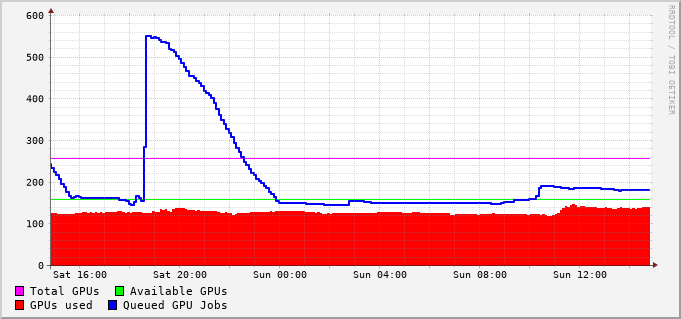 600
500
400
300
200
100
0
Sat 16:00 Sat 20:00 Sun 00:00 Sun 04:00 Sun 08:00 Sun 12:00
Total GPUs Available GPUs
GPUs used Queued GPU Jobs
RRDTOOL / TOBI OETIKER